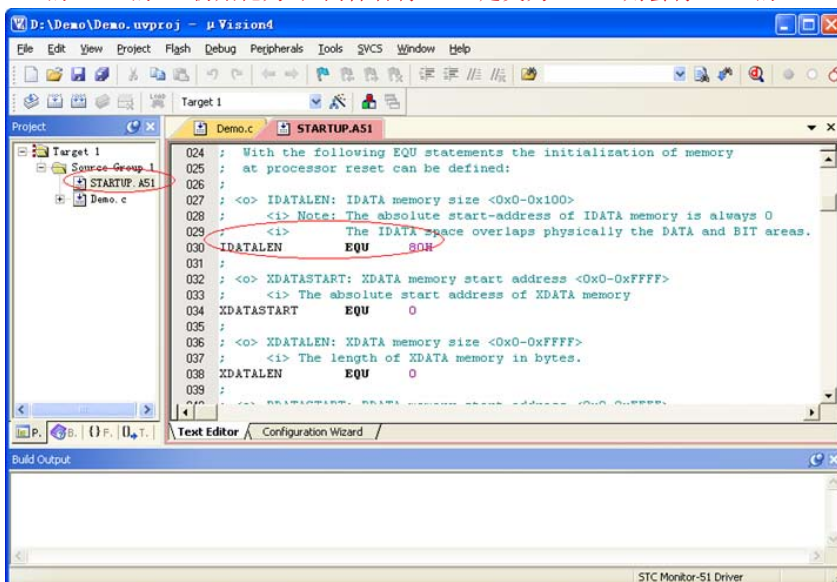 D:\Demo\Demo.uvproj - μVision4
File Edit View Project Flash Debug Peripherals Tools SVCS Window Help
Target 1
Project
Demo.c STARTUP.A51
Target 1
Source Group 1
STARTUP.A51
Demo.c
024 ; With the following EQU statements the initialization of memory
025 ; at processor reset can be defined:
026 ;
027 ; <o> IDATALEN: IDATA memory size <0x0-0x100>
028 ; <i> Note: The absolute start-address of IDATA memory is always 0
029 ; <i> The IDATA space overlaps physically the DATA and BIT areas.
030 IDATALEN EQU 80H
031 ;
032 ; <o> XDATASTART: XDATA memory start address <0x0-0xFFFF>
033 ; <i> The absolute start address of XDATA memory
034 XDATASTART EQU 0
035 ;
036 ; <o> XDATALEN: XDATA memory size <0x0-0xFFFF>
037 ; <i> The length of XDATA memory in bytes.
038 XDATALEN EQU 0
039 ;
P. B. {} F. 0 T.
Text Editor Configuration Wizard
Build Output
STC Monitor-51 Driver